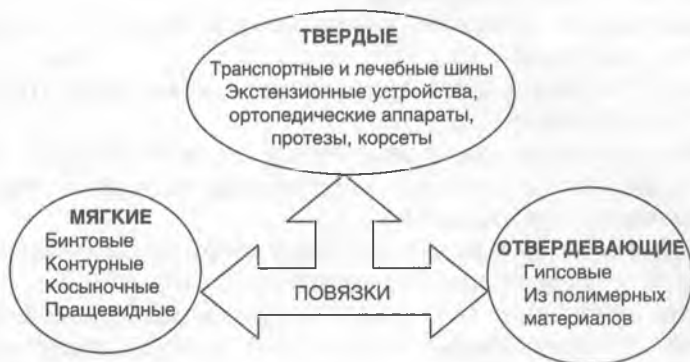 ТВЕРДЫЕ
Транспортные и лечебные шины
Экстензионные устройства,
ортопедические аппараты,
протезы, корсеты
МЯГКИЕ
Бинтовые
Контурные
Косыночные
Пращевидные
ПОВЯЗКИ
ОТВЕРДЕВАЮЩИЕ
Гипсовые
Из полимерных
материалов